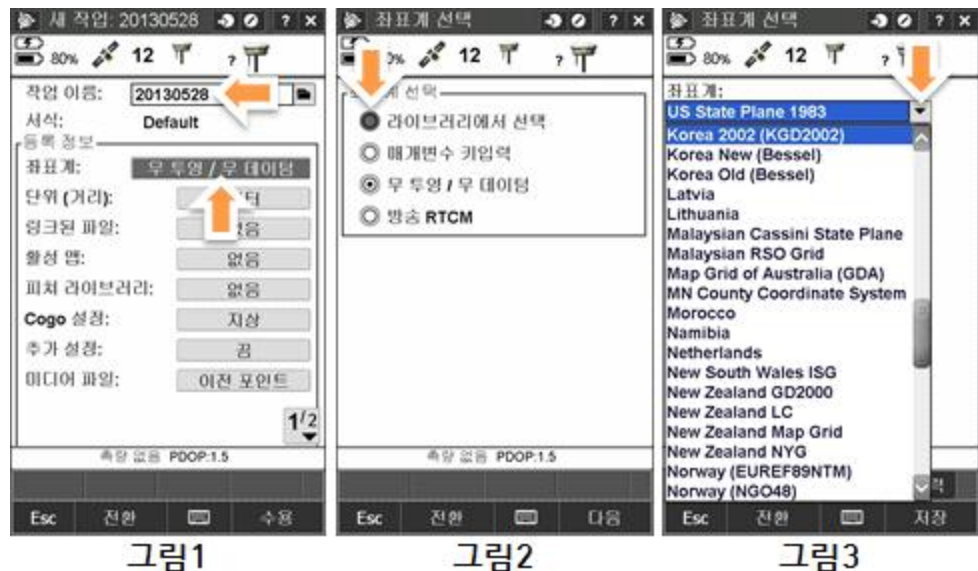 새 작업: 20130528 ? ×
80% 12 ?
작업 이름: 20130528
서식: Default
등록 정보
좌표계: 무 투영 / 무 데이텀
단위 (거리):
링크된 파일: 없음
활성 맵: 없음
피처 라이브러리: 없음
Cogo 설정: 지상
추가 설정: 끔
미디어 파일: 이전 포인트
1/2
측량 없음 PDOP:1.5
Esc 전환 수용
그림1
좌표계 선택 ? ×
12 ?
선택
라이브러리에서 선택
매개변수 키입력
무 투영 / 무 데이텀
방송 RTCM
측량 없음 PDOP:1.5
Esc 전환 다음
그림2
좌표계 선택 ? ×
80% 12 ?
좌표계:
US State Plane 1983
Korea 2002 (KGD2002)
Korea New (Bessel)
Korea Old (Bessel)
Latvia
Lithuania
Malaysian Cassini State Plane
Malaysian RSO Grid
Map Grid of Australia (GDA)
MN County Coordinate System
Morocco
Namibia
Netherlands
New South Wales ISG
New Zealand GD2000
New Zealand LC
New Zealand Map Grid
New Zealand NYG
Norway (EUREF89NTM)
Norway (NGO48)
Esc 전환 저장
그림3